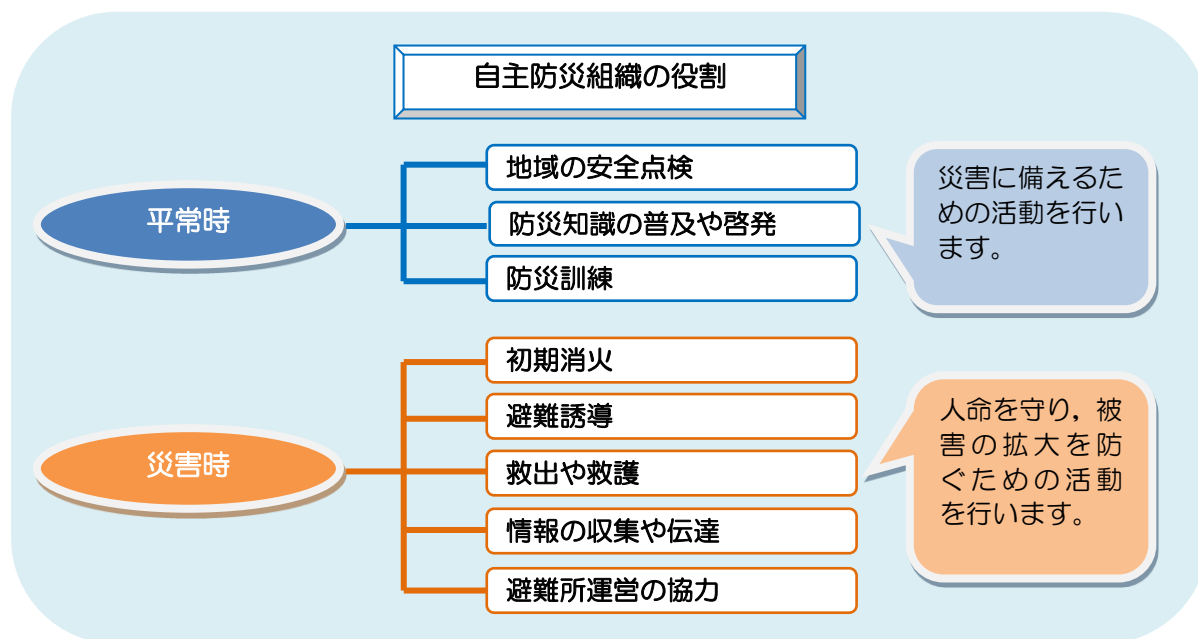 自主防災組織の役割
平常時
地域の安全点検
防災知識の普及や啓発
防災訓練
災害に備えるた
めの活動を行い
ます。
災害時
初期消火
避難誘導
救出や救護
情報の収集や伝達
避難所運営の協力
人命を守り，被
害の拡大を防
ぐための活動
を行います。